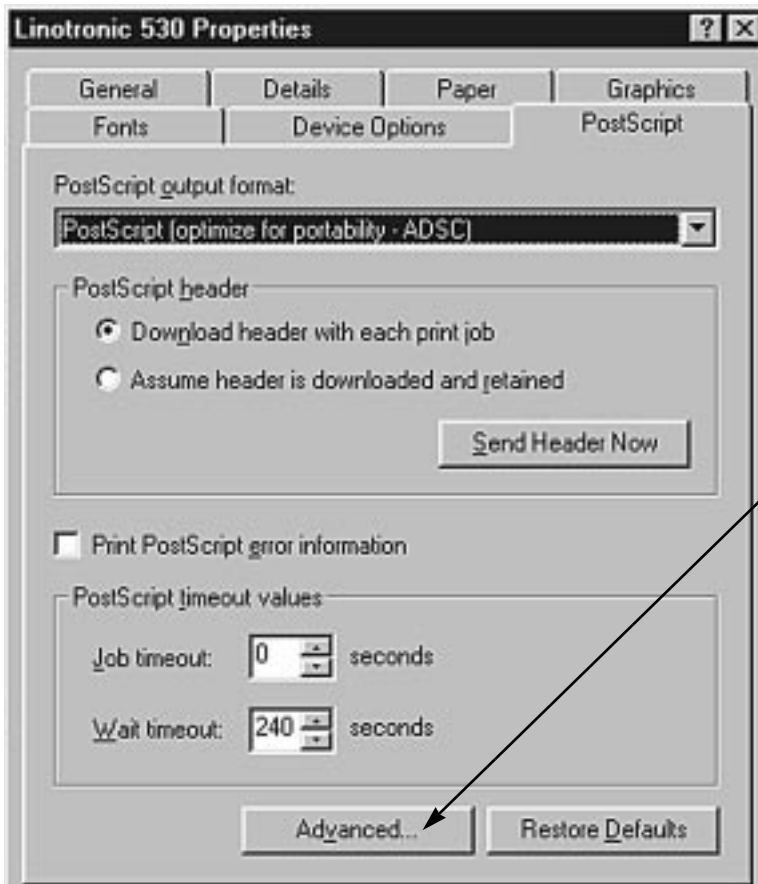 Linotronic 530 Properties
General Details Paper Graphics
Fonts Device Options PostScript
PostScript output format:
PostScript (optimize for portability - ADSC)
PostScript header
Download header with each print job
Assume header is downloaded and retained
Send Header Now
Print PostScript error information
PostScript timeout values
Job timeout: 0 seconds
Wait timeout: 240 seconds
Advanced... Restore Defaults